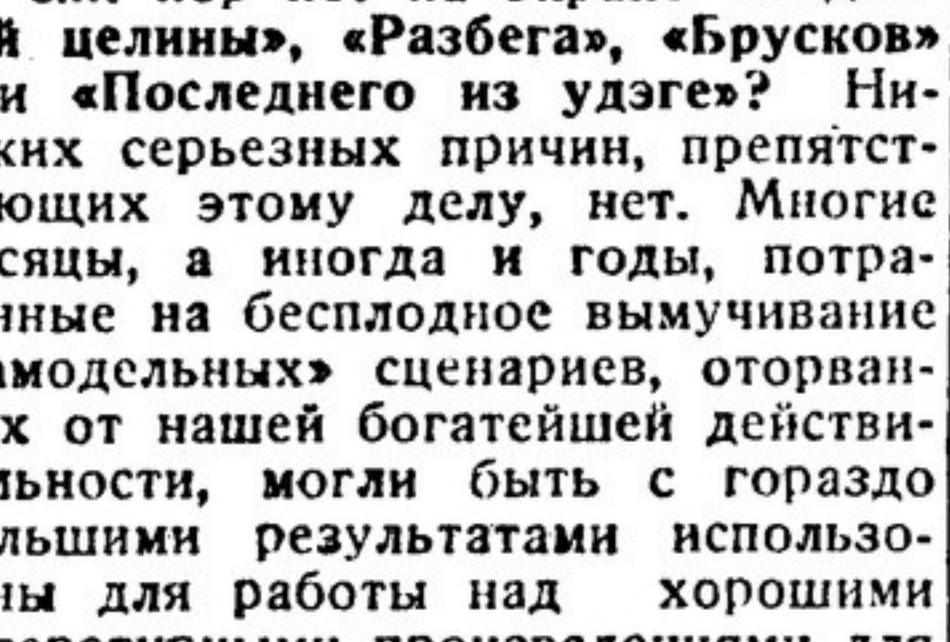 й целины», «Разбега», «Брусков»
и «Последнего из удэге»? Ни-
ких серьезных причин, препятст-
ющих этому делу, нет. Многие
сяцы, а иногда и годы, потра-
нные на бесплодное вымучивание
амодельных» сценариев, оторван-
х от нашей богатейшей действи-
льности, могли быть с гораздо
льшими результатами использо-
ны для работы над хорошими